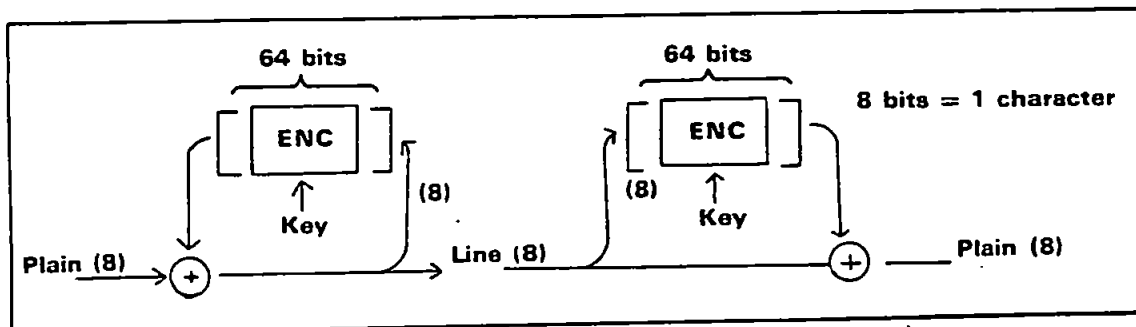 64 bits
64 bits
8 bits = 1 character
ENC
ENC
(8)
(8)
Key
Key
Plain (8)
+
Line (8)
+
Plain (8)